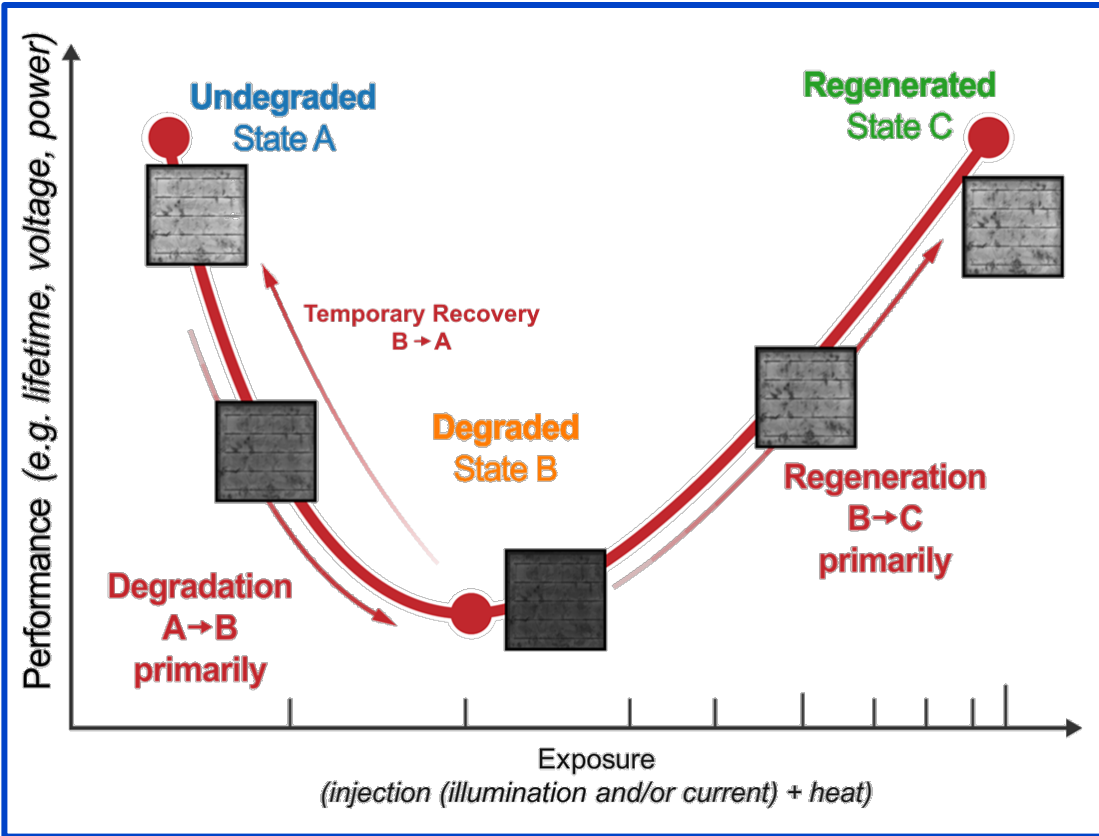 Performance (e.g. lifetime, voltage, power)
Undegraded
State A
Regenerated
State C
Temporary Recovery
B→A
Degraded
State B
Regeneration
B→C
primarily
Degradation
A→B
primarily
Exposure
(injection (illumination and/or current) + heat)